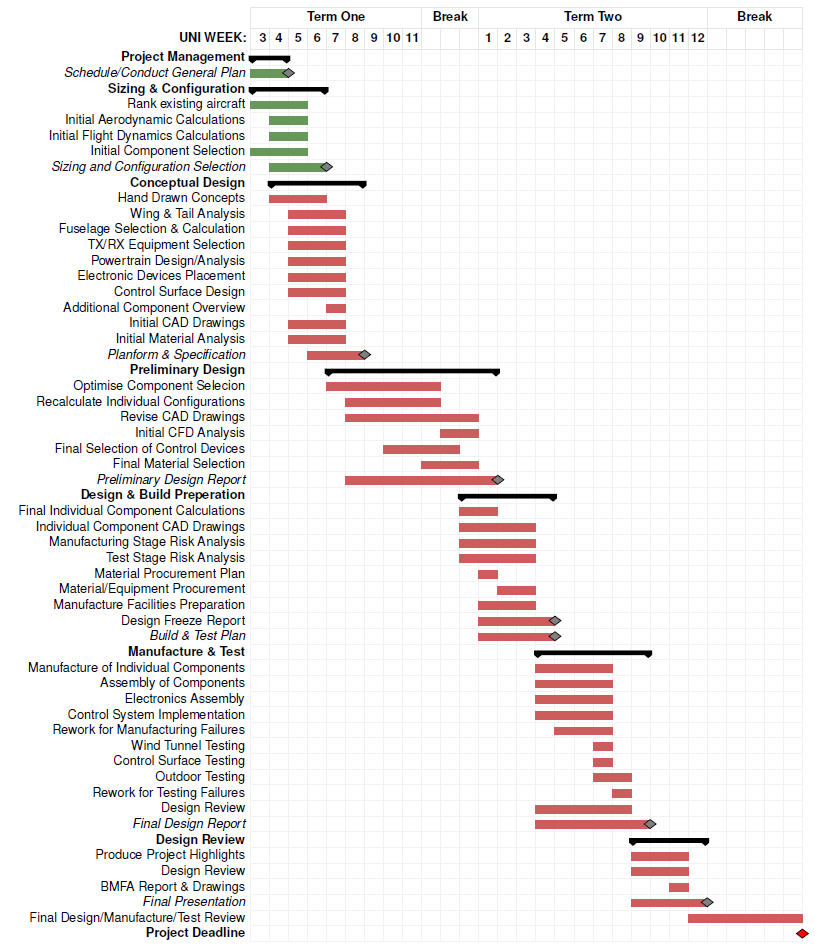 Term One Break Term Two Break
UNI WEEK: 3 4 5 6 7 8 9 10 11 1 2 3 4 5 6 7 8 9 10 11 12
Project Management
Schedule/Conduct General Plan
Sizing & Configuration
Rank existing aircraft
Initial Aerodynamic Calculations
Initial Flight Dynamics Calculations
Initial Component Selection
Sizing and Configuration Selection
Conceptual Design
Hand Drawn Concepts
Wing & Tail Analysis
Fuselage Selection & Calculation
TX/RX Equipment Selection
Powertrain Design/Analysis
Electronic Devices Placement
Control Surface Design
Additional Component Overview
Initial CAD Drawings
Initial Material Analysis
Planform & Specification
Preliminary Design
Optimise Component Selecion
Recalculate Individual Configurations
Revise CAD Drawings
Initial CFD Analysis
Final Selection of Control Devices
Final Material Selection
Preliminary Design Report
Design & Build Preperation
Final Individual Component Calculations
Individual Component CAD Drawings
Manufacturing Stage Risk Analysis
Test Stage Risk Analysis
Material Procurement Plan
Material/Equipment Procurement
Manufacture Facilities Preparation
Design Freeze Report
Build & Test Plan
Manufacture & Test
Manufacture of Individual Components
Assembly of Components
Electronics Assembly
Control System Implementation
Rework for Manufacturing Failures
Wind Tunnel Testing
Control Surface Testing
Outdoor Testing
Rework for Testing Failures
Design Review
Final Design Report
Design Review
Produce Project Highlights
Design Review
BMFA Report & Drawings
Final Presentation
Final Design/Manufacture/Test Review
Project Deadline